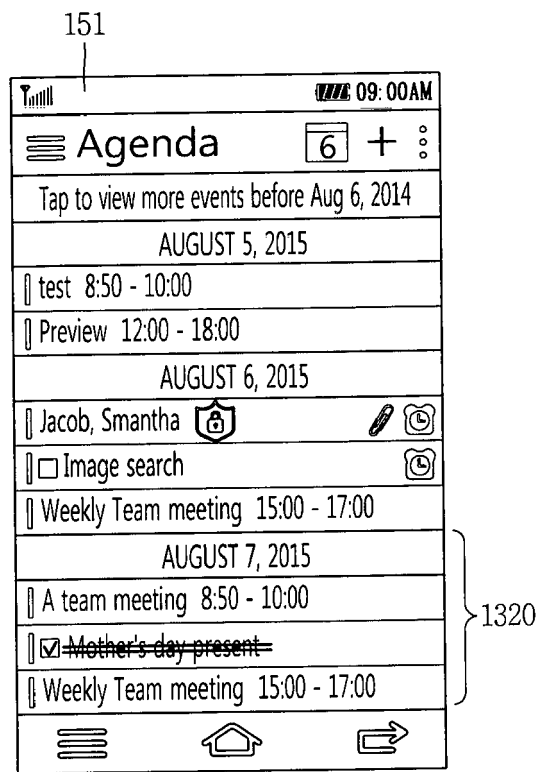 151
09:00AM
Agenda 6
Tap to view more events before Aug 6, 2014
AUGUST 5, 2015
test 8:50 - 10:00
Preview 12:00 - 18:00
AUGUST 6, 2015
Jacob, Smantha
Image search
Weekly Team meeting 15:00 - 17:00
AUGUST 7, 2015
A team meeting 8:50 - 10:00
1320
Mother's day present
Weekly Team meeting 15:00 - 17:00